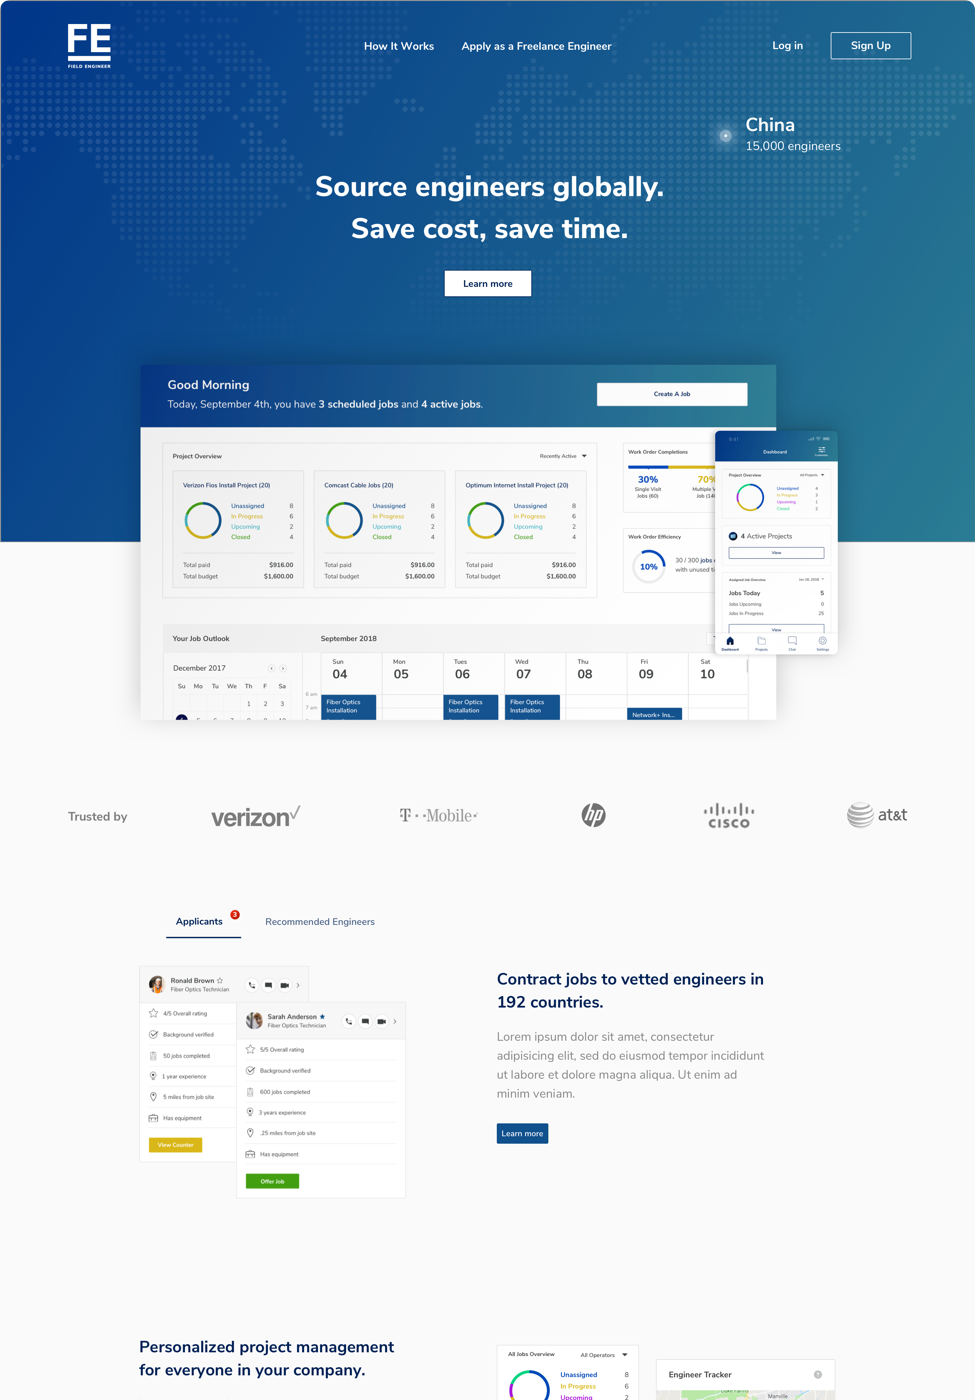 FE
FIELD ENGINEER
How It Works
Apply as a Freelance Engineer
Log in
Sign Up
China
15,000 engineers
Source engineers globally.
Save cost, save time.
Learn more
Good Morning
Today, September 4th, you have 3 scheduled jobs and 4 active jobs.
Create A Job
Project Overview
Recently Active
Verizon Fios Install Project (20)
Unassigned 8
In Progress 6
Upcoming 2
Closed 4
Total paid $916.00
Total budget $1,600.00
Comcast Cable Jobs (20)
Unassigned 8
In Progress 6
Upcoming 2
Closed 4
Total paid $916.00
Total budget $1,600.00
Optimum Internet Install Project (20)
Unassigned 8
In Progress 6
Upcoming 2
Closed 4
Total paid $916.00
Total budget $1,600.00
Work Order Completions
30%
Single Visit
Jobs (60)
70%
Multiple V
Job (14
Work Order Efficiency
10%
30 / 300 jobs
with unused ti
9:41
Dashboard
Project Overview
All Projects
Unassigned 4
In Progress 3
Upcoming 1
Closed 2
4 Active Projects
View
Assigned Job Overview
Jan 18, 2018
Jobs Today 5
Jobs Upcoming 0
Jobs In Progress 25
View
Dashboard
Projects
Chat
Settings
Your Job Outlook
September 2018
December 2017
Su Mo Tu We Th F Sa
1 2 3
Sun
04
Mon
05
Tues
06
Wed
07
Thu
08
Fri
09
Sat
10
6 am
7 am
Fiber Optics
Installation
Fiber Optics
Installation
Fiber Optics
Installation
Network+ Ins...
Trusted by
verizon
T··Mobile·
hp
CISCO
at&t
Applicants
3
Recommended Engineers
Ronald Brown
Fiber Optics Technician
4/5 Overall rating
Background verified
50 jobs completed
1 year experience
5 miles from job site
Has equipment
View Counter
Sarah Anderson
Fiber Optics Technician
5/5 Overall rating
Background verified
600 jobs completed
3 years experience
.25 miles from job site
Has equipment
Offer Job
Contract jobs to vetted engineers in
192 countries.
Lorem ipsum dolor sit amet, consectetur
adipisicing elit, sed do eiusmod tempor incididunt
ut labore et dolore magna aliqua. Ut enim ad
minim veniam.
Learn more
Personalized project management
for everyone in your company.
All Jobs Overview
All Operators
Unassigned 8
In Progress 6
Upcoming 2
Engineer Tracker
?
Manville